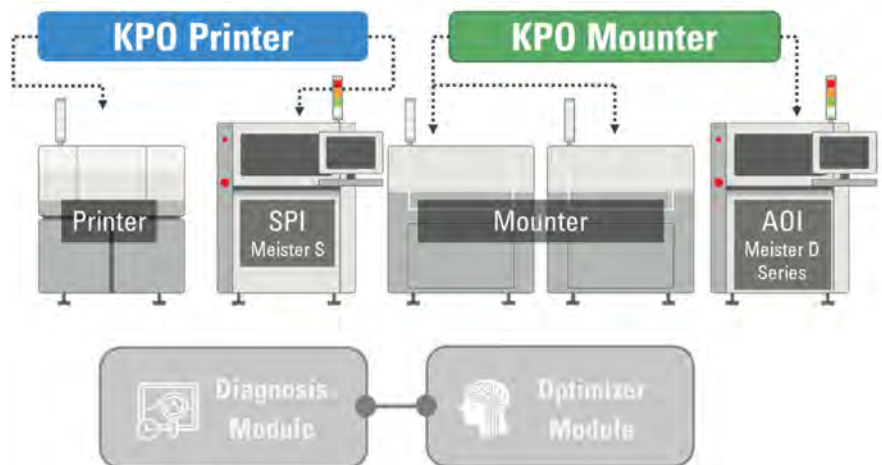 KPO Printer
KPO Mounter
Printer
SPI
Meister S
Mounter
AOI
Meister D
Series
Diagnosis
Module
Optimizer
Module